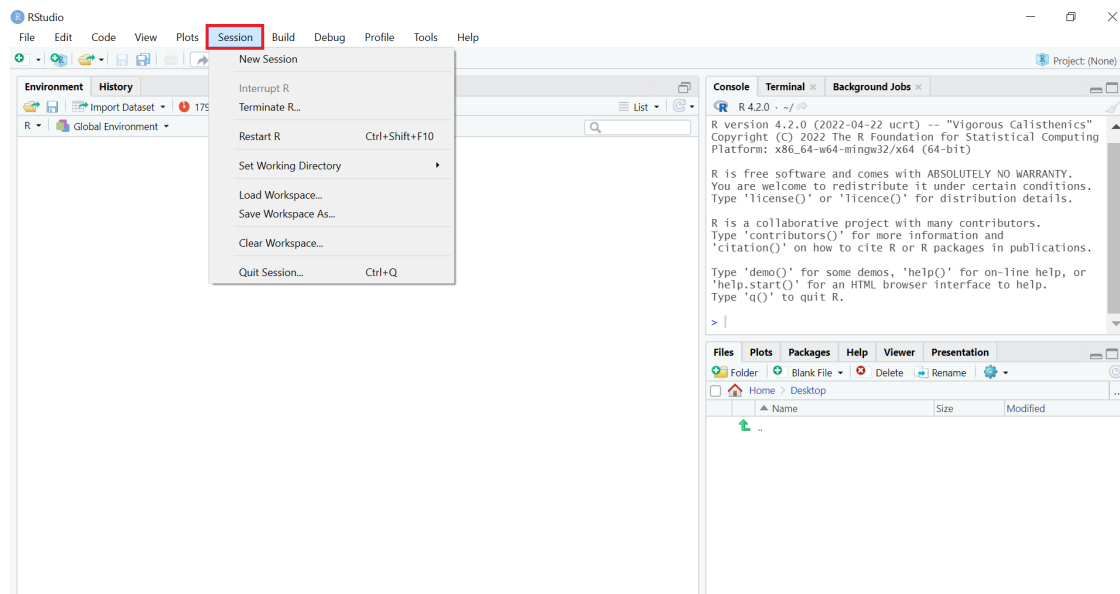 RStudio
File Edit Code View Plots Session Build Debug Profile Tools Help
Project: (None)
New Session
Interrupt R
Terminate R...
Restart R Ctrl+Shift+F10
Set Working Directory
Load Workspace...
Save Workspace As...
Clear Workspace...
Quit Session... Ctrl+Q
Environment History
Import Dataset 179
List
R Global Environment
Console Terminal Background Jobs
R 4.2.0 · ~/
R version 4.2.0 (2022-04-22 ucrt) -- "Vigorous Calisthenics"
Copyright (C) 2022 The R Foundation for Statistical Computing
Platform: x86_64-w64-mingw32/x64 (64-bit)
R is free software and comes with ABSOLUTELY NO WARRANTY.
You are welcome to redistribute it under certain conditions.
Type 'license()' or 'licence()' for distribution details.
R is a collaborative project with many contributors.
Type 'contributors()' for more information and
'citation()' on how to cite R or R packages in publications.
Type 'demo()' for some demos, 'help()' for on-line help, or
'help.start()' for an HTML browser interface to help.
Type 'q()' to quit R.
>
Files Plots Packages Help Viewer Presentation
Folder Blank File Delete Rename
Home > Desktop ..
Name Size Modified
..